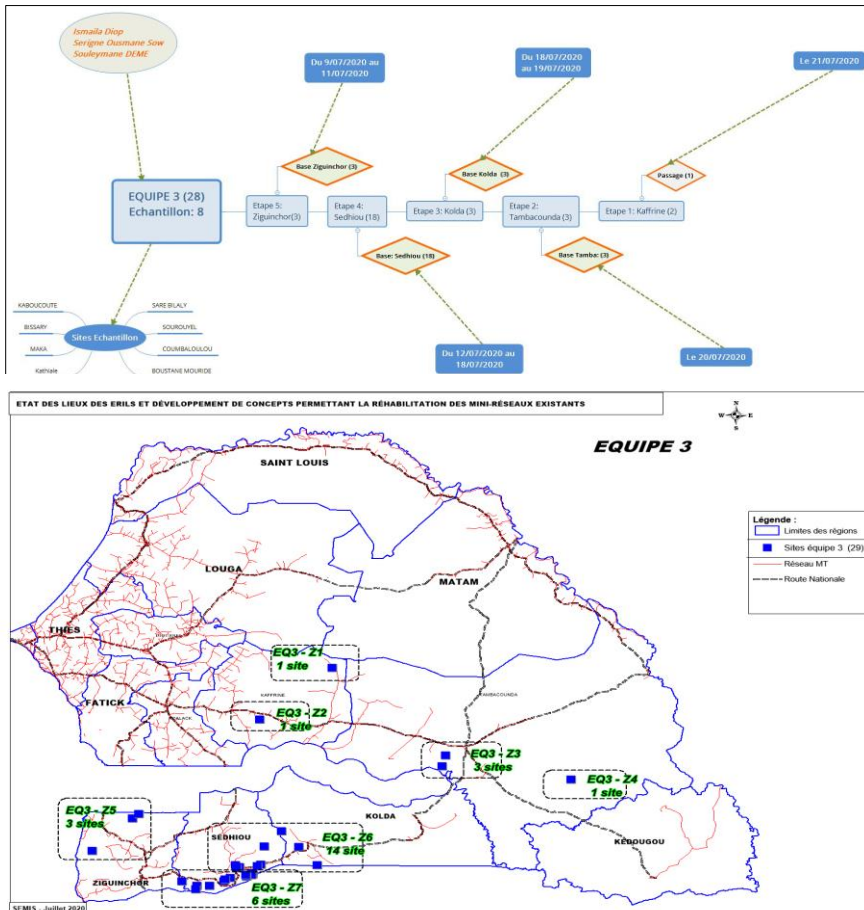 Ismaila Diop
Serigne Ousmane Sow
Souleymane DEME
Du 9/07/2020 au
11/07/2020
Du 18/07/2020
au 19/07/2020
Le 21/07/2020
Base Ziguinchor (3)
Base Kolda (3)
Passage (1)
EQUIPE 3 (28)
Echantillon: 8
Etape 5:
Ziguinchor(3)
Etape 4:
Sedhiou (18)
Etape 3: Kolda (3)
Etape 2:
Tambacounda (3)
Etape 1: Kaffrine (2)
Base: Sedhiou (18)
Base Tamba: (3)
KABOUCOUTE
SARE BILALY
BISSARY
SOUROUYEL
Sites Echantillon
MAKA
COUMBALOULOU
Kathiale
BOUSTANE MOURIDE
Du 12/07/2020 au
18/07/2020
Le 20/07/2020
ETAT DES LIEUX DES ERILS ET DÉVELOPPEMENT DE CONCEPTS PERMETTANT LA RÉHABILITATION DES MINI-RÉSEAUX EXISTANTS
N
W E
S
EQUIPE 3
SAINT LOUIS
Légende :
Limites des régions
Sites équipe 3 (29)
Réseau MT
Route Nationale
LOUGA
MATAM
THIES
EQ3 - Z1
1 site
KAFFRINE
FATICK
EQ3 - Z2
1 site
TAMBACOUNDA
EQ3 - Z3
3 sites
EQ3 - Z4
1 site
EQ3 - Z5
3 sites
KOLDA
SEDHIOU
EQ3 - Z6
14 site
KEDOUGOU
ZIGUINCHOR
EQ3 - Z7
6 sites
SEMIS - Juillet 2020